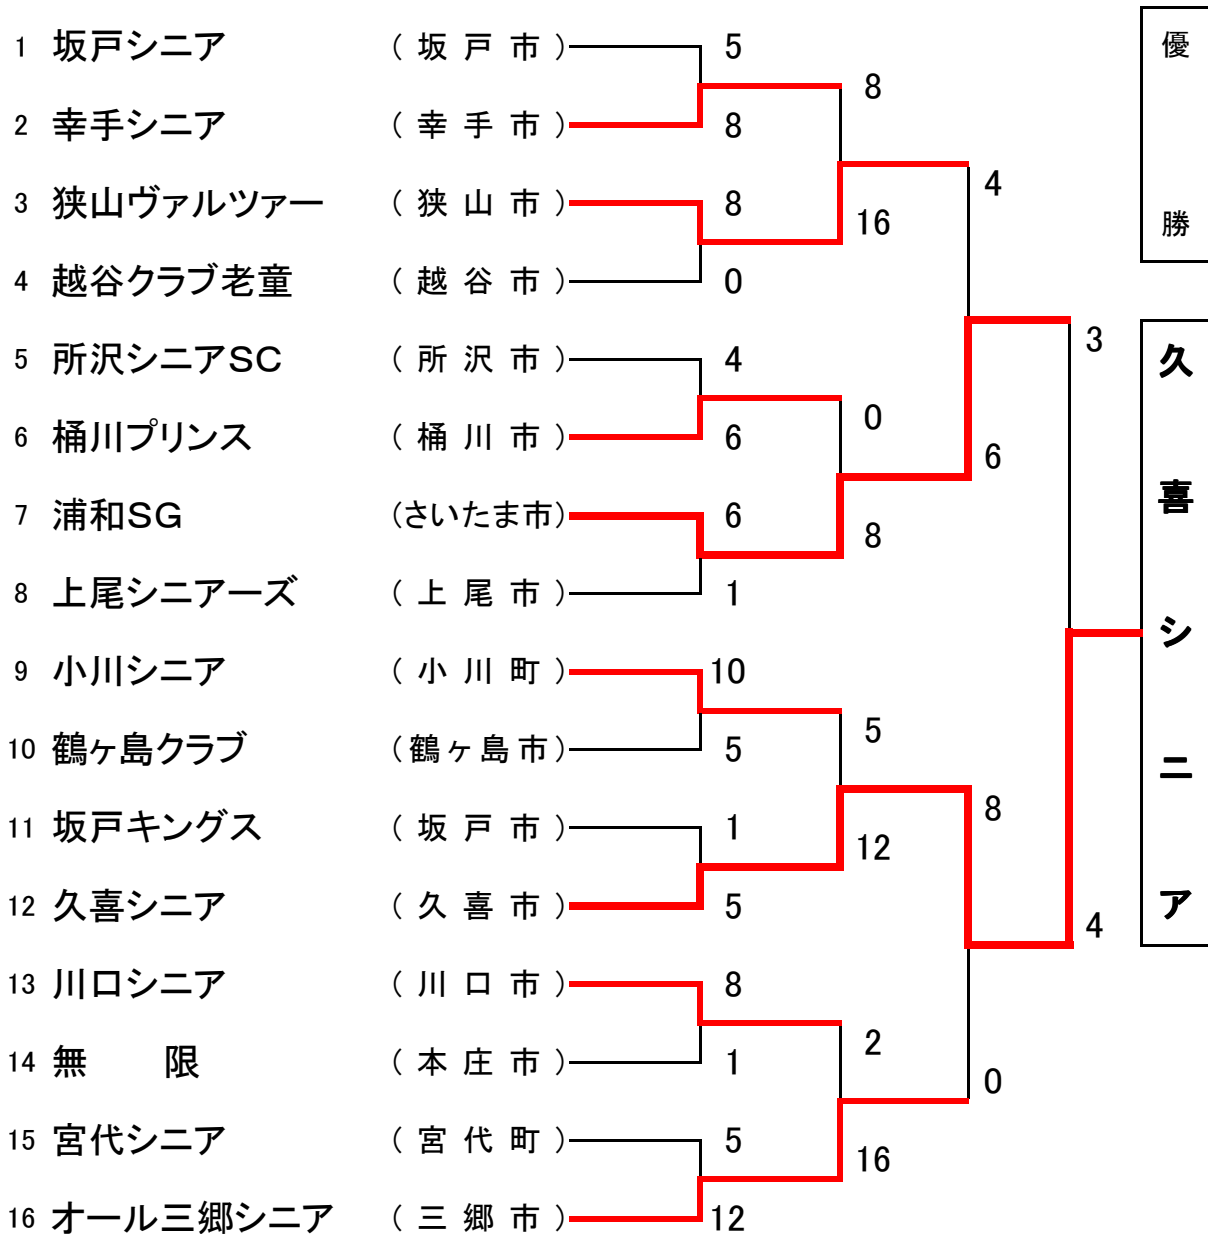 1 坂戸シニア ( 坂 戸 市 ) 5
2 幸手シニア ( 幸 手 市 ) 8
8
3 狭山ヴァルツァー ( 狭 山 市 ) 8
16
4
4 越谷クラブ老童 ( 越 谷 市 ) 0
5 所沢シニアSC ( 所 沢 市 ) 4
3
6 桶川プリンス ( 桶 川 市 ) 6
0
6
7 浦和SG (さいたま市) 6
8
8 上尾シニアーズ ( 上 尾 市 ) 1
9 小川シニア ( 小 川 町 ) 10
10 鶴ヶ島クラブ ( 鶴ヶ島市 ) 5
5
11 坂戸キングス ( 坂 戸 市 ) 1
12
8
12 久喜シニア ( 久 喜 市 ) 5
4
13 川口シニア ( 川 口 市 ) 8
14 無 限 ( 本 庄 市 ) 1
2
0
15 宮代シニア ( 宮 代 町 ) 5
16
16 オール三郷シニア ( 三 郷 市 ) 12
優 勝
久喜シニア